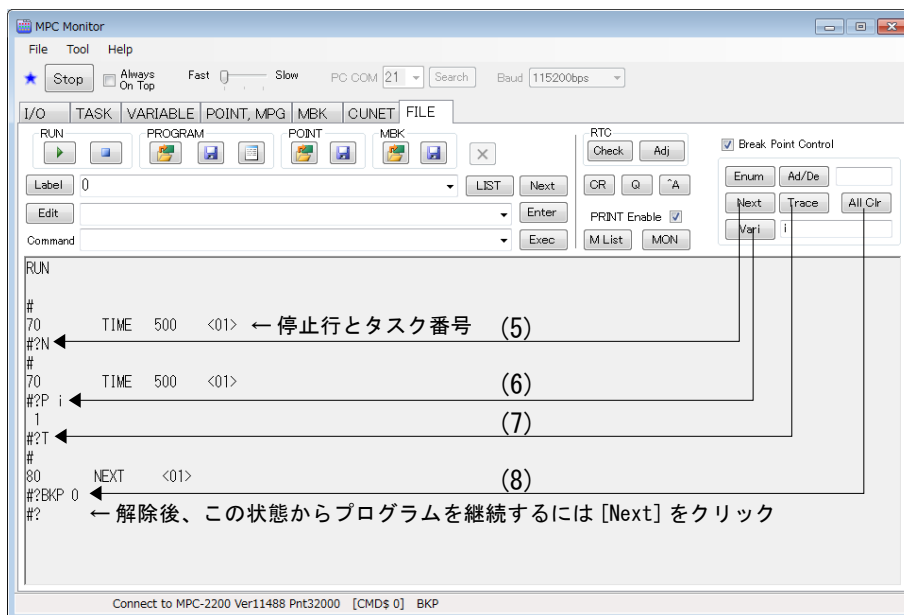 MPC Monitor
File Tool Help
Stop Always On Top Fast Slow PC COM 21 Search Baud 115200bps
I/O TASK VARIABLE POINT, MPG MBK CUNET FILE
RUN PROGRAM POINT MBK RTC
Check Adj Break Point Control
Label 0 LIST Next CR Q ^A Enum Ad/De
Edit Enter PRINT Enable Next Trace All Clr
Command Exec M List MON Vari i
RUN
#
70 TIME 500 <01> ← 停止行とタスク番号 (5)
#?N
#
70 TIME 500 <01> (6)
#?P i
1 (7)
#?T
#
80 NEXT <01> (8)
#?BKP 0
#? ← 解除後、この状態からプログラムを継続するには [Next] をクリック
Connect to MPC-2200 Ver11488 Pnt32000 [CMD$ 0] BKP